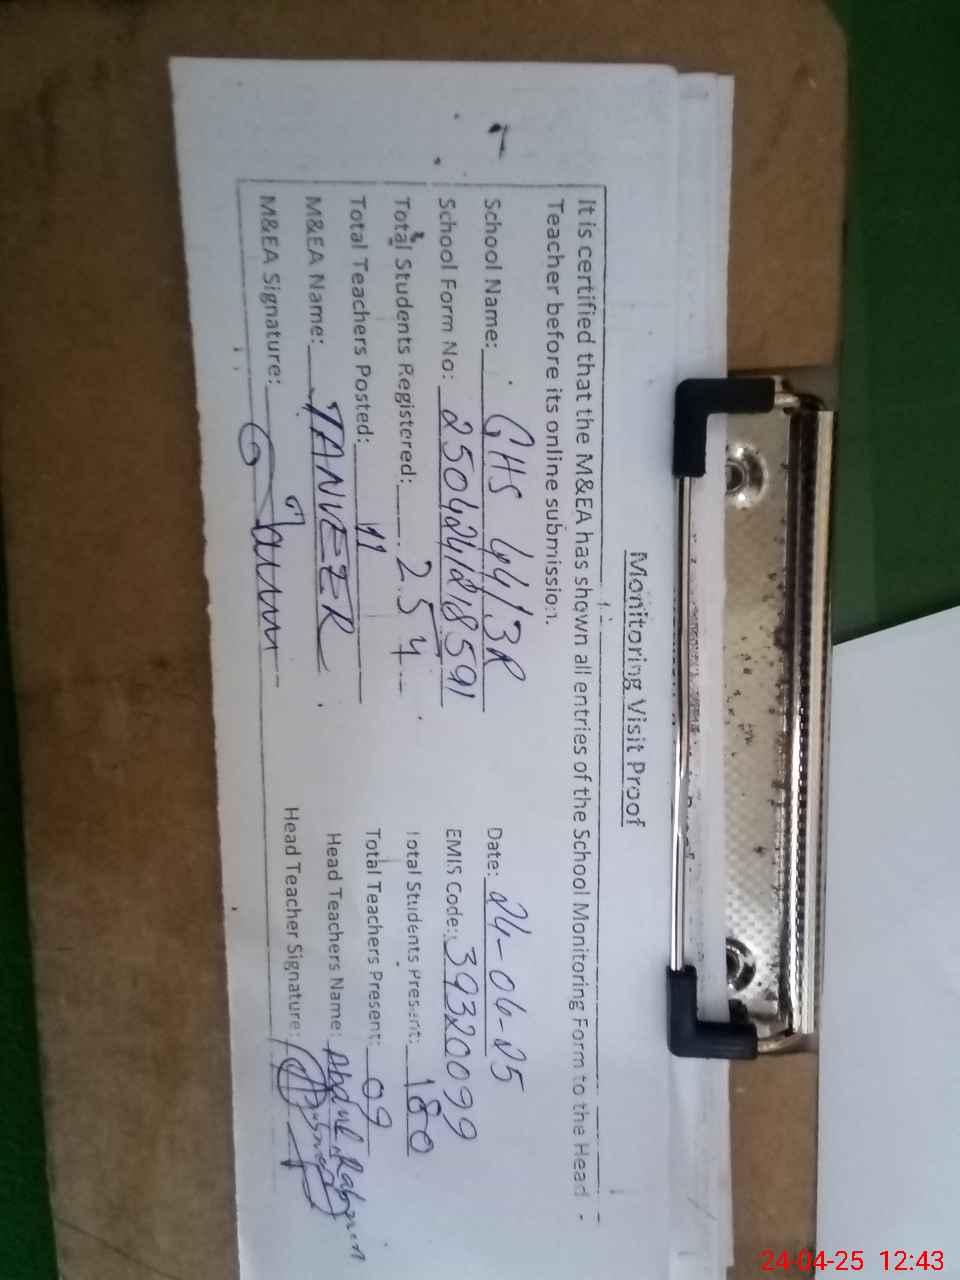 Monitoring Visit Proof
It is certified that the M&EA has shown all entries of the School Monitoring Form to the Head
Teacher before its online submission.
School Name: GHS 44/3R Date: 24-04-25
School Form No: 2504241218591 EMIS Code: 39320099
Total Students Registered: 254 Total Students Present: 180
Total Teachers Posted: 11 Total Teachers Present: 09
M&EA Name: TANVEER Head Teachers Name: Abdul
M&EA Signature: Head Teacher Signature:
24-04-25 12:43